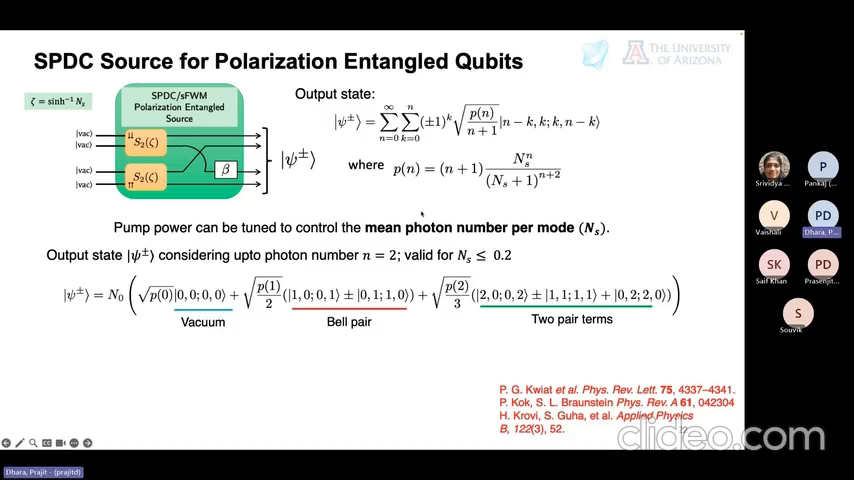 SPDC Source for Polarization Entangled Qubits
THE UNIVERSITY
OF ARIZONA
ζ = sinh⁻¹ Nₛ
SPDC/sFWM
Polarization Entangled
Source
|vac⟩
|vac⟩
|vac⟩
|vac⟩
↓↓
S₂(ζ)
S₂(ζ)
↑↑
β
|ψ^±⟩
Output state:
|ψ^±⟩ = ∑_{n=0}^{∞} ∑_{k=0}^{n} (±1)^k √(p(n)/(n+1)) |n − k, k; k, n − k⟩
where p(n) = (n + 1) Nₛⁿ/(Nₛ + 1)^{n+2}
Pump power can be tuned to control the mean photon number per mode (Nₛ).
Output state |ψ^±⟩ considering upto photon number n = 2; valid for Nₛ ≤ 0.2
|ψ^±⟩ = N₀ ( √p(0)|0,0;0,0⟩ + √(p(1)/2) (|1,0;0,1⟩ ± |0,1;1,0⟩) + √(p(2)/3) (|2,0;0,2⟩ ± |1,1;1,1⟩ + |0,2;2,0⟩) )
Vacuum
Bell pair
Two pair terms
P. G. Kwiat et al. Phys. Rev. Lett. 75, 4337–4341.
P. Kok, S. L. Braunstein Phys. Rev. A 61, 042304
H. Krovi, S. Guha, et al. Applied Physics
B, 122(3), 52.
22
clideo.com
Srividya ...
P
Pankaj (...
V
Vaishali
PD
Dhara, P...
SK
Saif Khan
PD
Prasenjit...
S
Souvik
Dhara, Prajit - (prajitd)